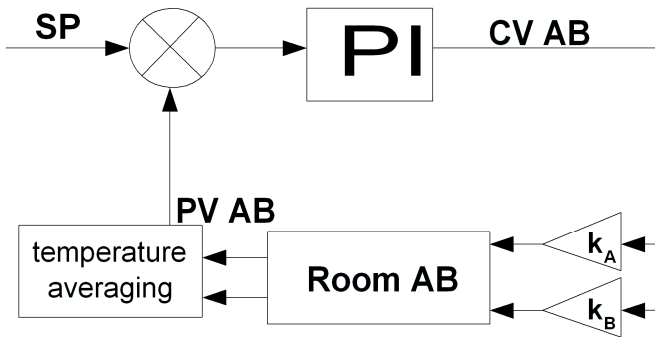 SP
PI
CV AB
PV AB
temperature
averaging
Room AB
kA
kB